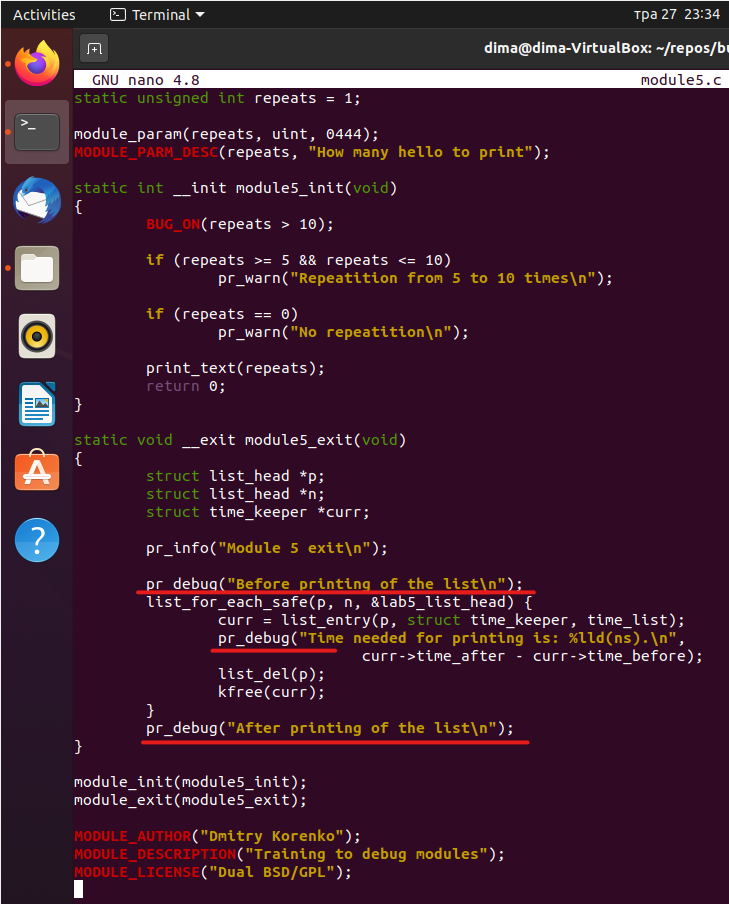 Activities
Terminal
тра 27 23:34
dima@dima-VirtualBox: ~/repos/bu
GNU nano 4.8 module5.c
static unsigned int repeats = 1;
module_param(repeats, uint, 0444);
MODULE_PARM_DESC(repeats, "How many hello to print");
static int __init module5_init(void)
{
BUG_ON(repeats > 10);
if (repeats >= 5 && repeats <= 10)
pr_warn("Repeatition from 5 to 10 times\n");
if (repeats == 0)
pr_warn("No repeatition\n");
print_text(repeats);
return 0;
}
static void __exit module5_exit(void)
{
struct list_head *p;
struct list_head *n;
struct time_keeper *curr;
pr_info("Module 5 exit\n");
pr_debug("Before printing of the list\n");
list_for_each_safe(p, n, &lab5_list_head) {
curr = list_entry(p, struct time_keeper, time_list);
pr_debug("Time needed for printing is: %lld(ns).\n",
curr->time_after - curr->time_before);
list_del(p);
kfree(curr);
}
pr_debug("After printing of the list\n");
}
module_init(module5_init);
module_exit(module5_exit);
MODULE_AUTHOR("Dmitry Korenko");
MODULE_DESCRIPTION("Training to debug modules");
MODULE_LICENSE("Dual BSD/GPL");